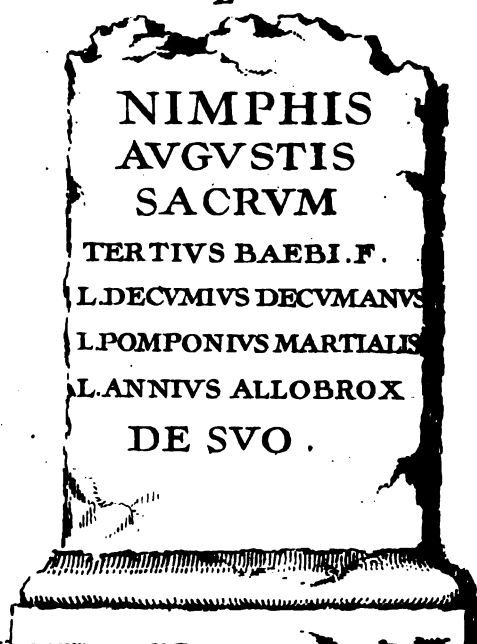 NIMPHIS
AVGVSTIS
SACRVM
TERTIVS BAEBI.F.
L.DECVMIVS DECVMANVS
L.POMPONIVS MARTIALIS
L.ANNIVS ALLOBROX
DE SVO.